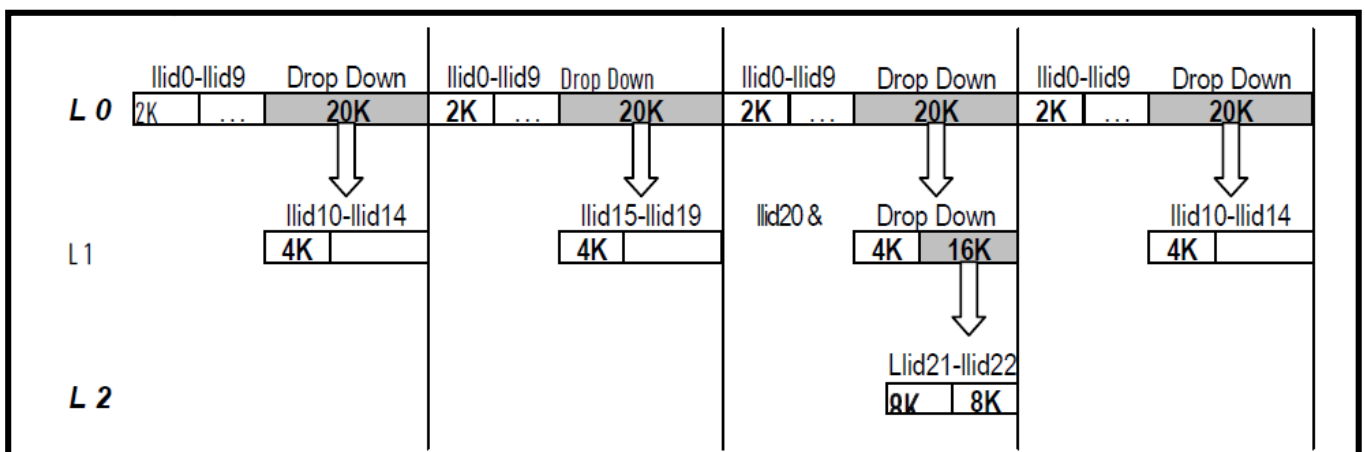 llid0-llid9 Drop Down llid0-llid9 Drop Down llid0-llid9 Drop Down llid0-llid9 Drop Down
L 0 2K ... 20K 2K ... 20K 2K ... 20K 2K ... 20K
llid10-llid14 llid15-llid19 llid20 & Drop Down llid10-llid14
L 1 4K 4K 4K 16K 4K
Llid21-llid22
L 2 8K 8K